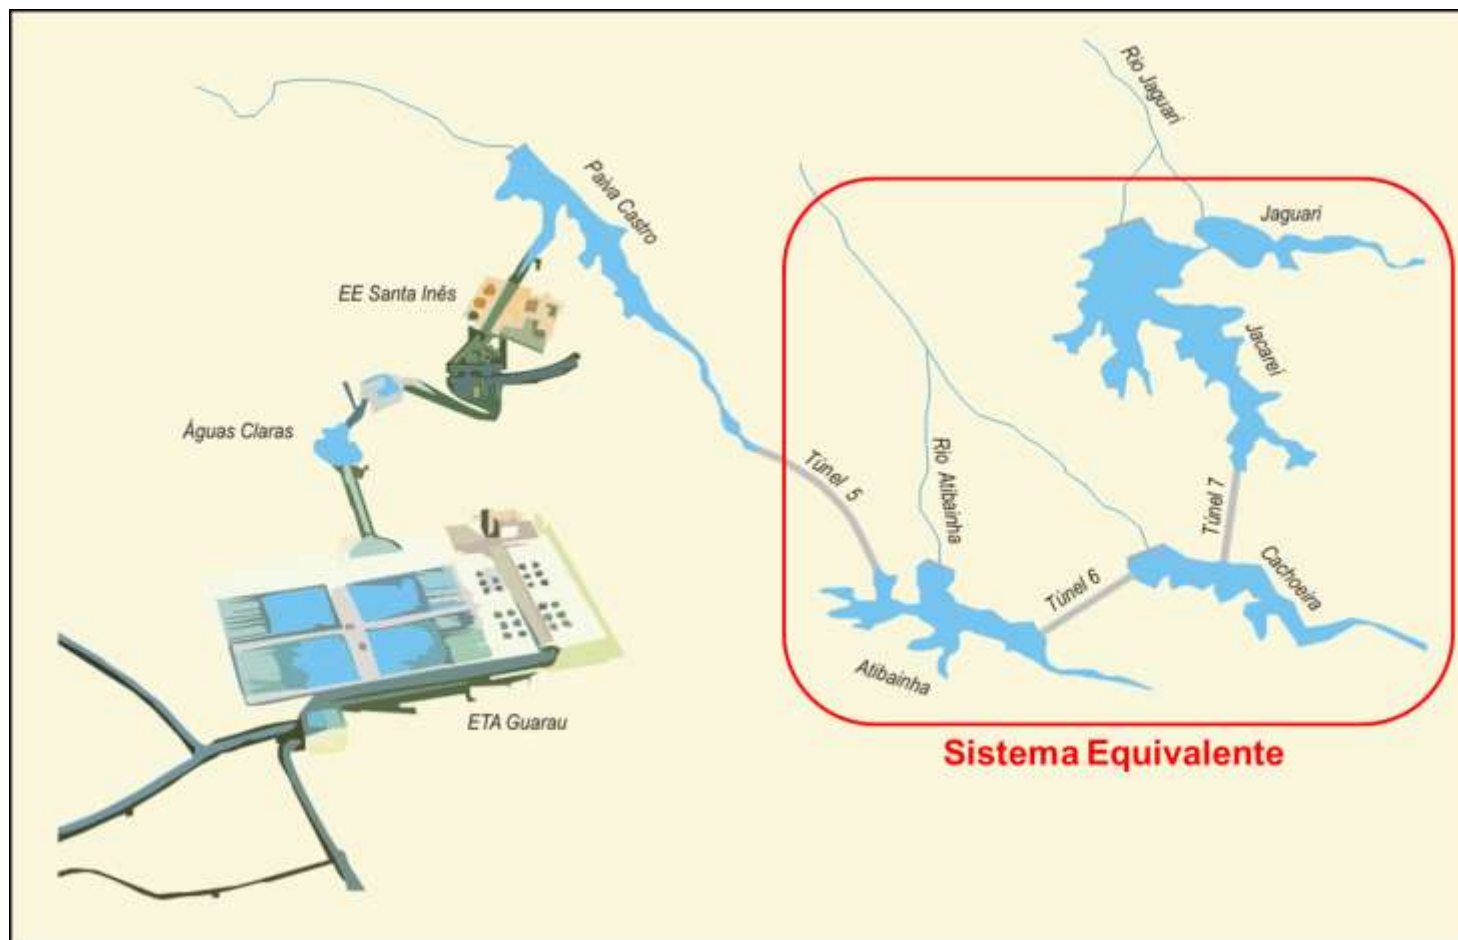 Rio Jaguari
Paiva Castro
Jaguari
EE Santa Inês
Jacareí
Águas Claras
Túnel 5
Rio Atibainha
Túnel 7
Túnel 6
Cachoeira
Atibainha
ETA Guarau
Sistema Equivalente